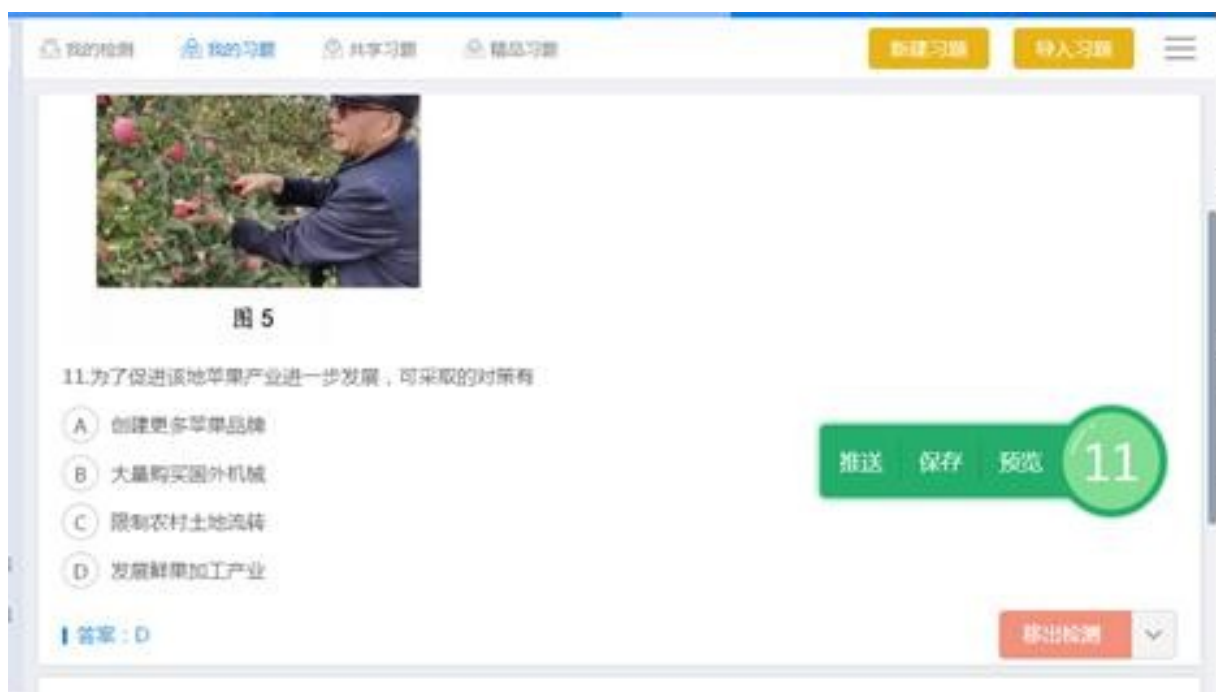 我的检测 我的习题 共享习题 精品习题 新建习题 导入习题
图 5
11.为了促进该地苹果产业进一步发展，可采取的对策有
A 创建更多苹果品牌
B 大量购买国外机械
推送 保存 预览 11
C 限制农村土地流转
D 发展鲜果加工产业
答案：D
移出检测